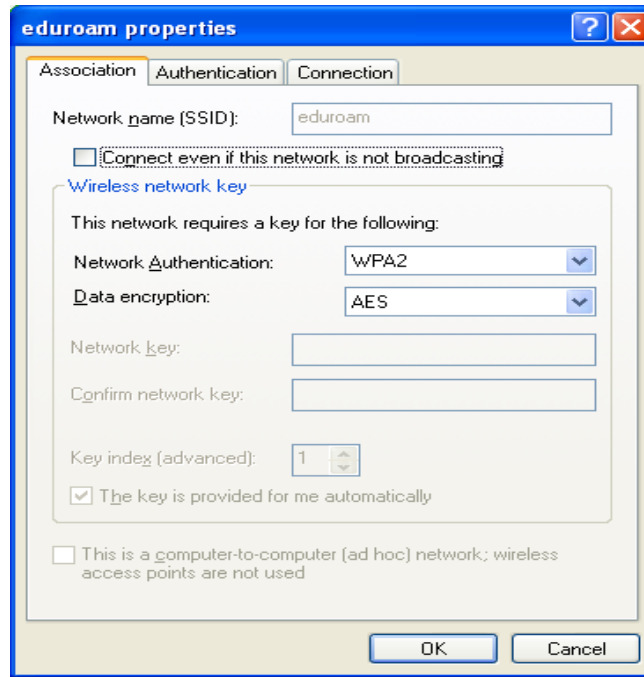 eduroam properties
Association Authentication Connection
Network name (SSID): eduroam
Connect even if this network is not broadcasting
Wireless network key
This network requires a key for the following:
Network Authentication: WPA2
Data encryption: AES
Network key:
Confirm network key:
Key index (advanced): 1
The key is provided for me automatically
This is a computer-to-computer (ad hoc) network; wireless
access points are not used
OK Cancel